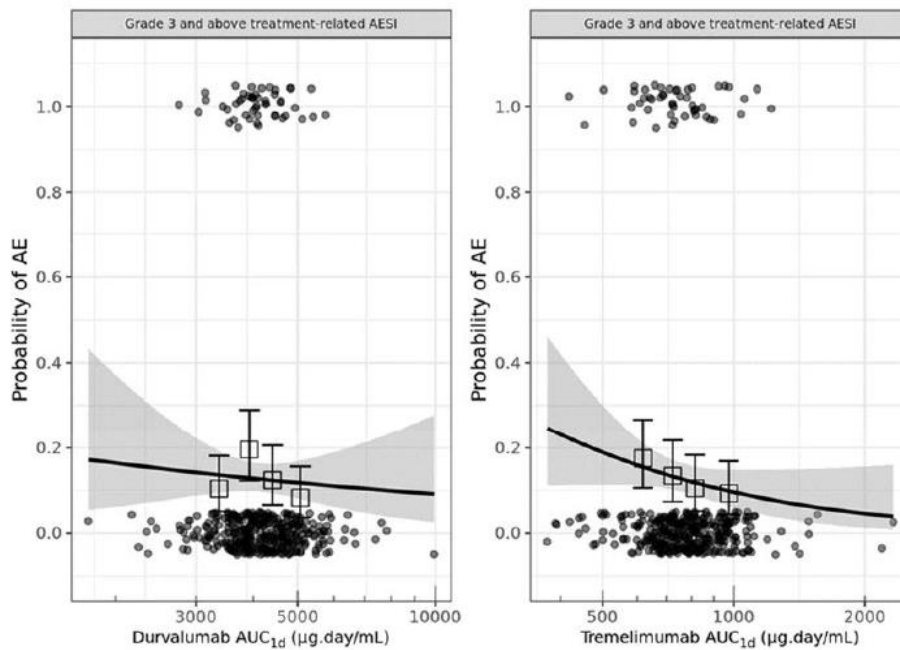 Grade 3 and above treatment-related AESI
Probability of AE
1.0
0.8
0.6
0.4
0.2
0.0
3000 5000 10000
Durvalumab AUC1d (µg.day/mL)
Grade 3 and above treatment-related AESI
Probability of AE
1.0
0.8
0.6
0.4
0.2
0.0
500 1000 2000
Tremelimumab AUC1d (µg.day/mL)